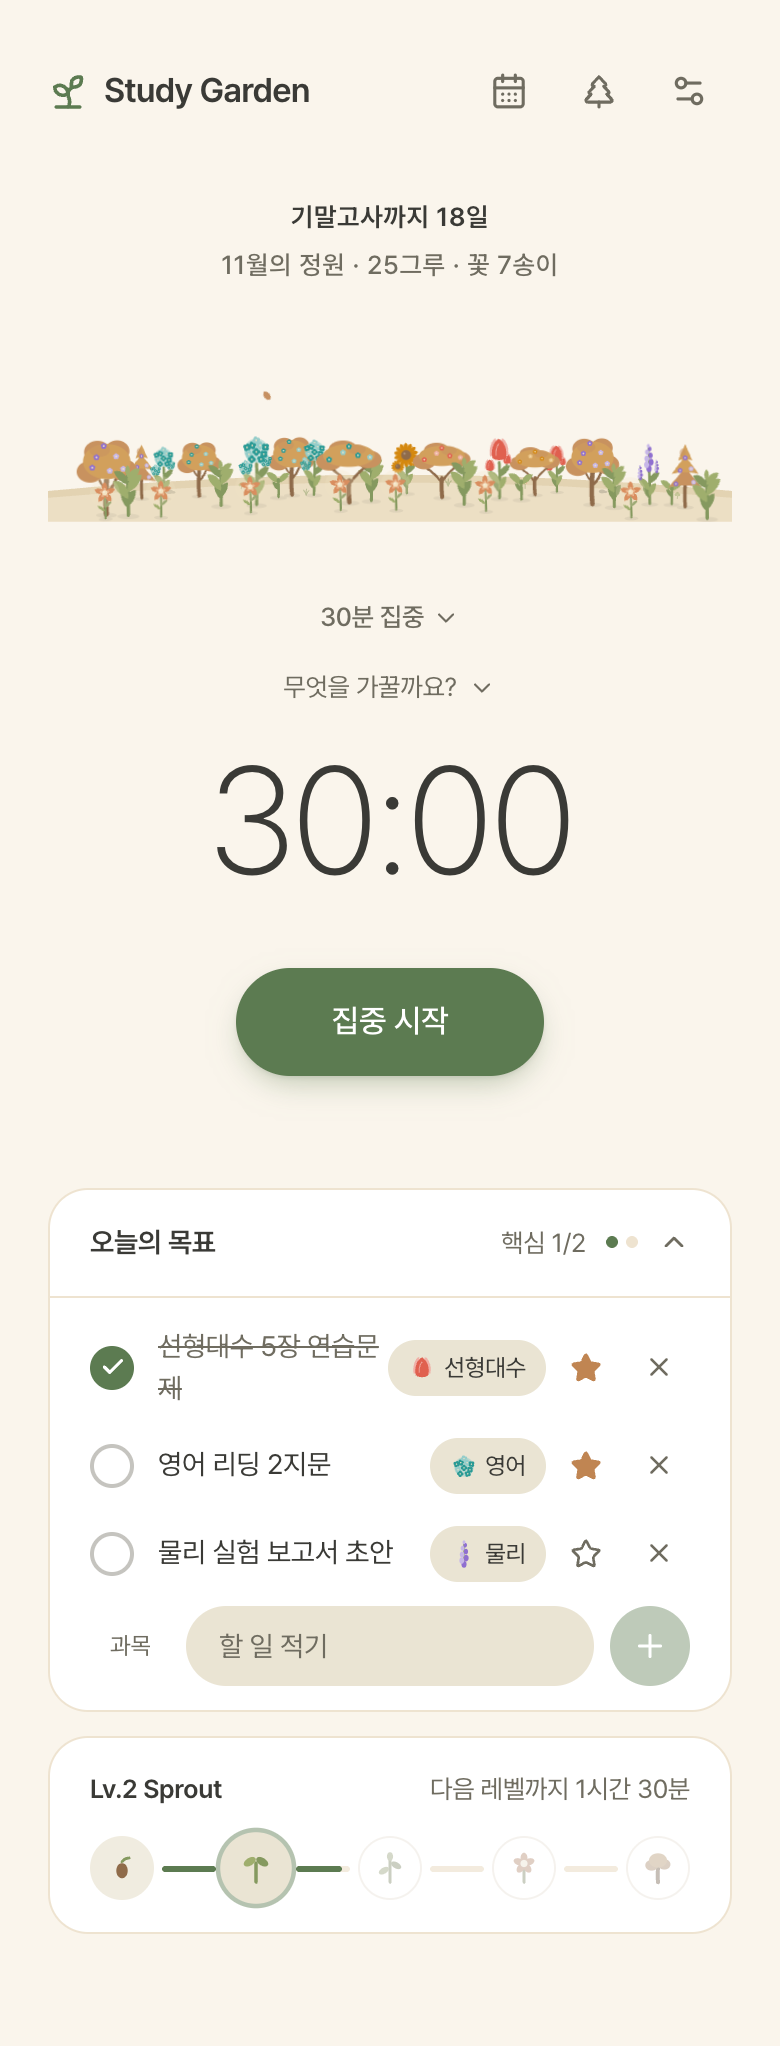 Study Garden
기말고사까지 18일
11월의 정원 · 25그루 · 꽃 7송이
30분 집중
무엇을 가꿀까요?
30:00
집중 시작
오늘의 목표 핵심 1/2
선형대수 5장 연습문
제
선형대수
영어 리딩 2지문 영어
물리 실험 보고서 초안 물리
과목 할 일 적기
Lv.2 Sprout 다음 레벨까지 1시간 30분